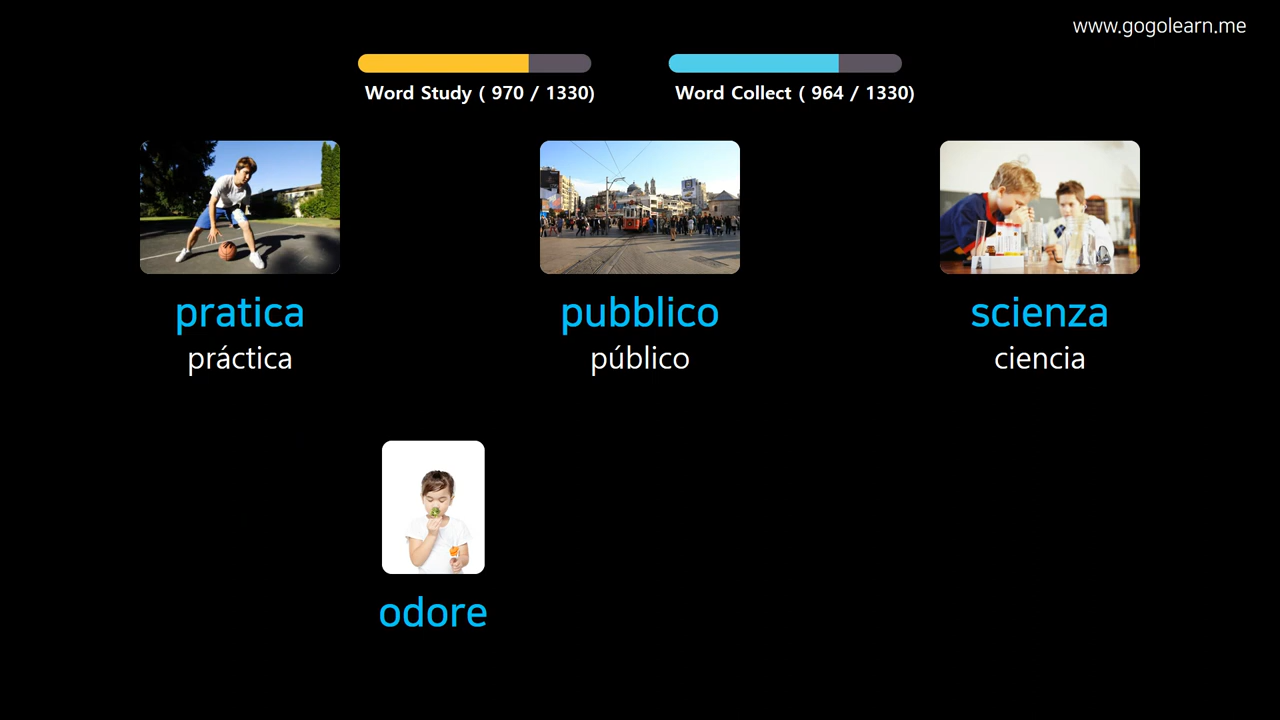 www.gogolearn.me
Word Study ( 970 / 1330)
Word Collect ( 964 / 1330)
pratica
práctica
pubblico
público
scienza
ciencia
odore